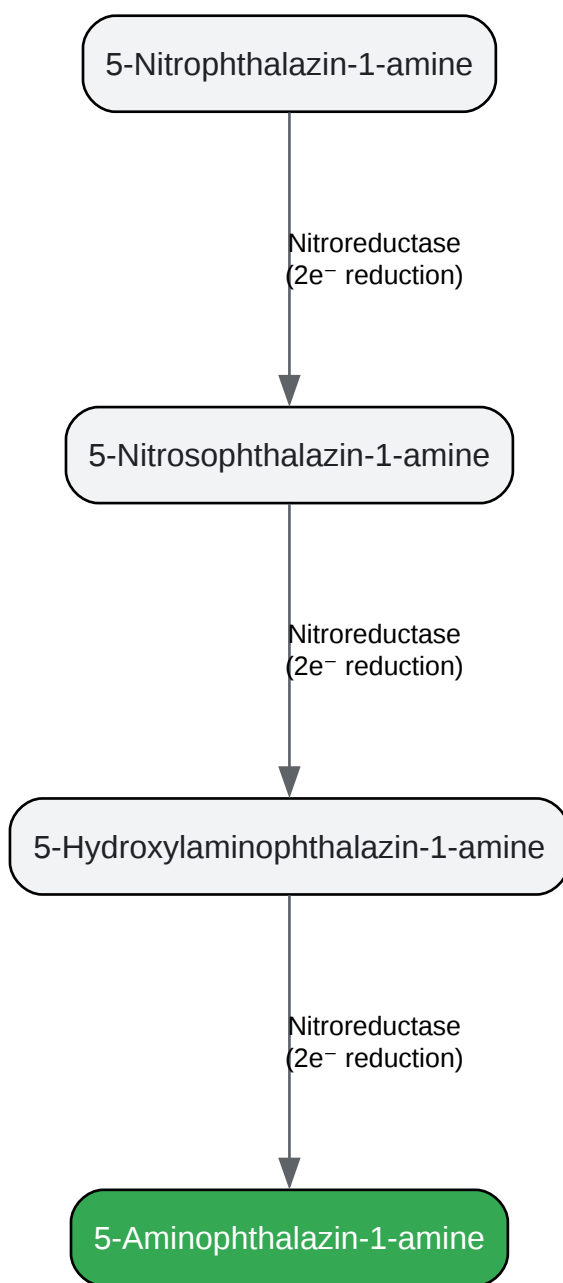 5-Nitrophthalazin-1-amine
Nitroreductase
(2e⁻ reduction)
5-Nitrosophthalazin-1-amine
Nitroreductase
(2e⁻ reduction)
5-Hydroxylaminophthalazin-1-amine
Nitroreductase
(2e⁻ reduction)
5-Aminophthalazin-1-amine